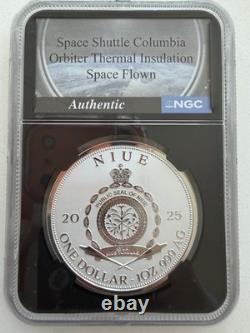 Space Shuttle Columbia
Orbiter Thermal Insulation
Space Flown
Authentic
NGC
NIUE
PUBLIC SEAL OF NIUE
20 25
ONE DOLLAR - 1OZ 999 AG